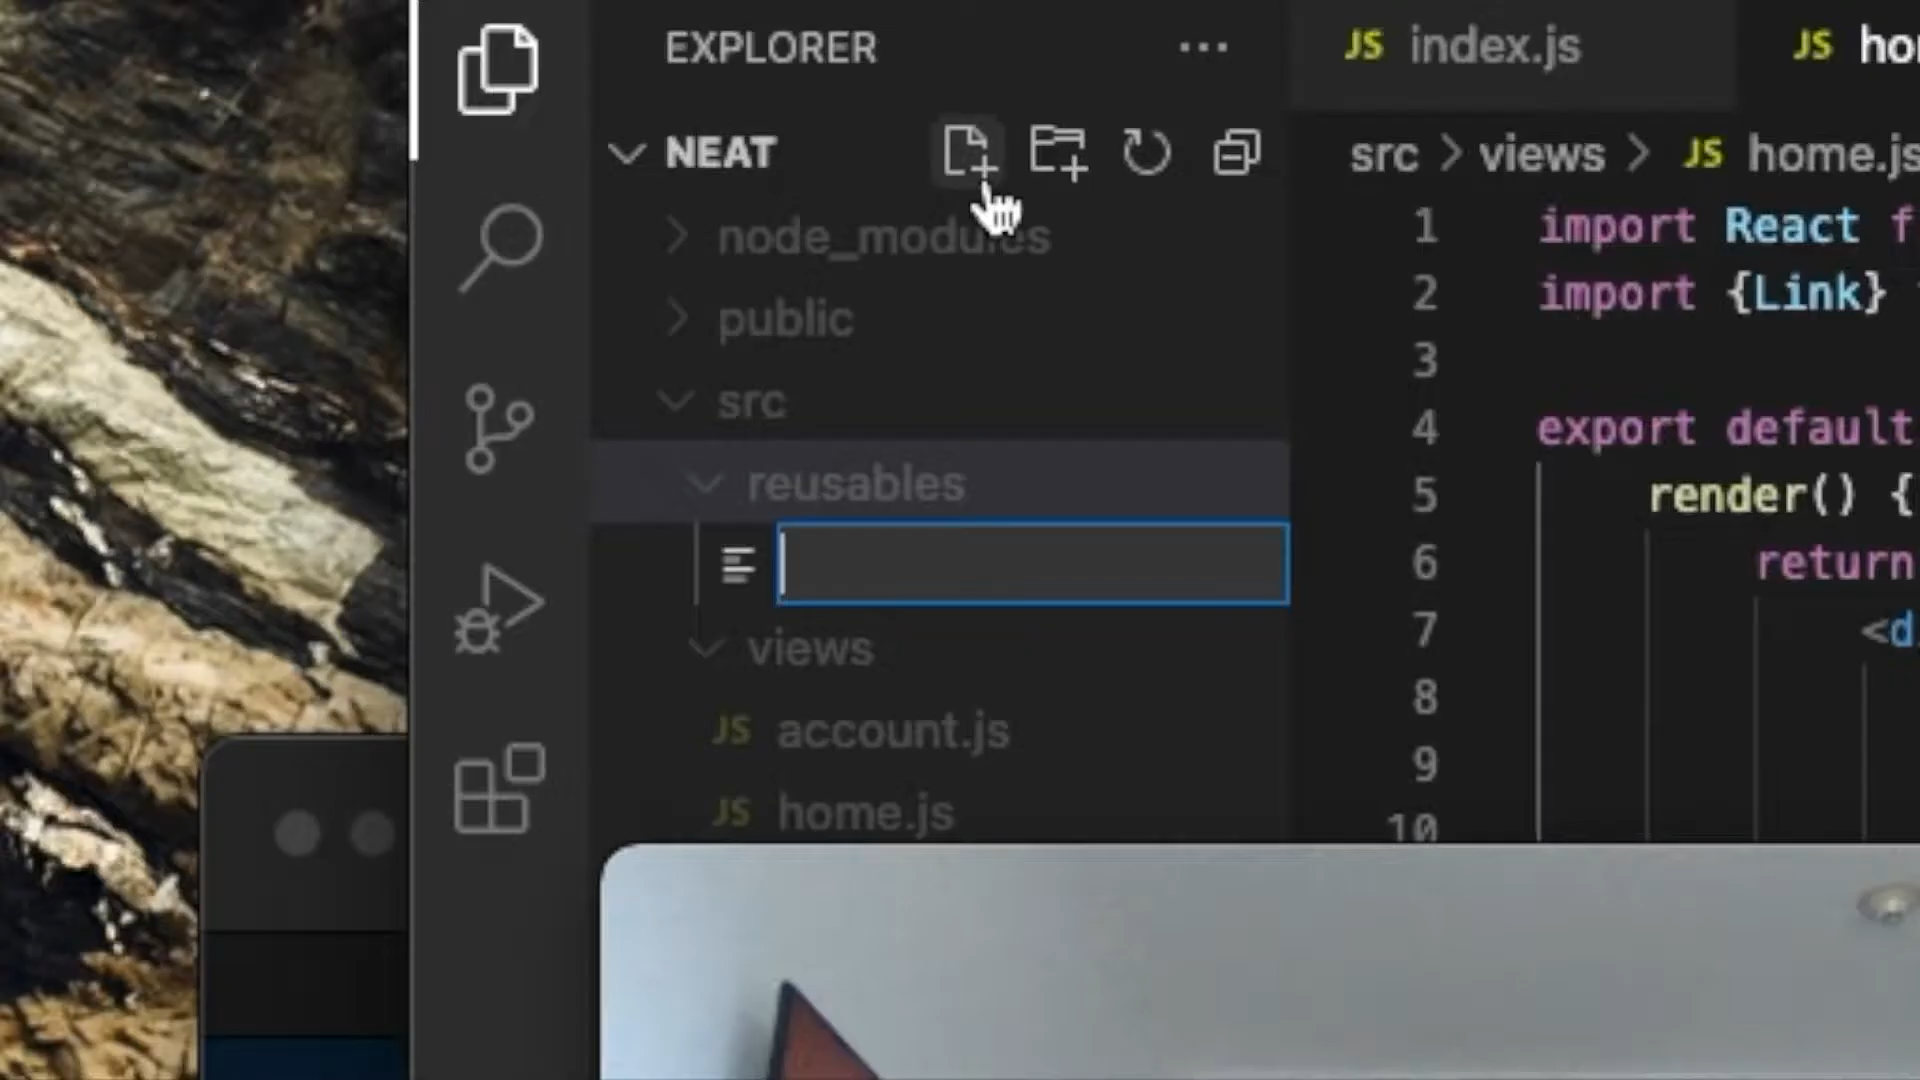 EXPLORER
NEAT
node_modules
public
src
reusables
views
JS account.js
JS home.js
JS index.js
JS
src > views > JS home.js
1 import React f
2 import {Link}
3
4 export default
5 render() {
6 return
7 <d
8
9
10